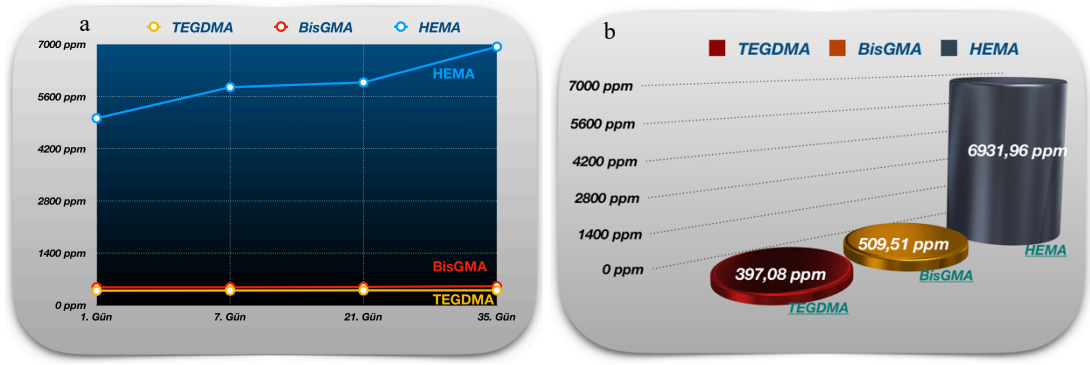 a
TEGDMA BisGMA HEMA
7000 ppm
5600 ppm
4200 ppm
2800 ppm
1400 ppm
0 ppm
HEMA
BisGMA
TEGDMA
1. Gün 7. Gün 21. Gün 35. Gün
b
TEGDMA BisGMA HEMA
7000 ppm
5600 ppm
4200 ppm
2800 ppm
1400 ppm
0 ppm
6931,96 ppm
509,51 ppm
397,08 ppm
HEMA
BisGMA
TEGDMA